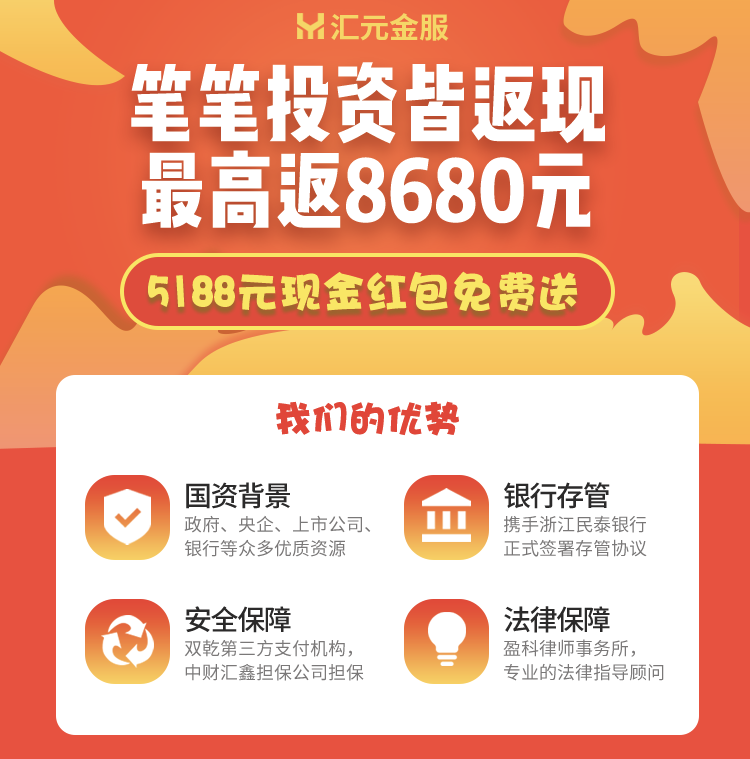 汇元金服
笔笔投资皆返现
最高返8680元
5188元现金红包免费送
我们的优势
国资背景
政府、央企、上市公司、
银行等众多优质资源
银行存管
携手浙江民泰银行
正式签署存管协议
安全保障
双乾第三方支付机构，
中财汇鑫担保公司担保
法律保障
盈科律师事务所，
专业的法律指导顾问